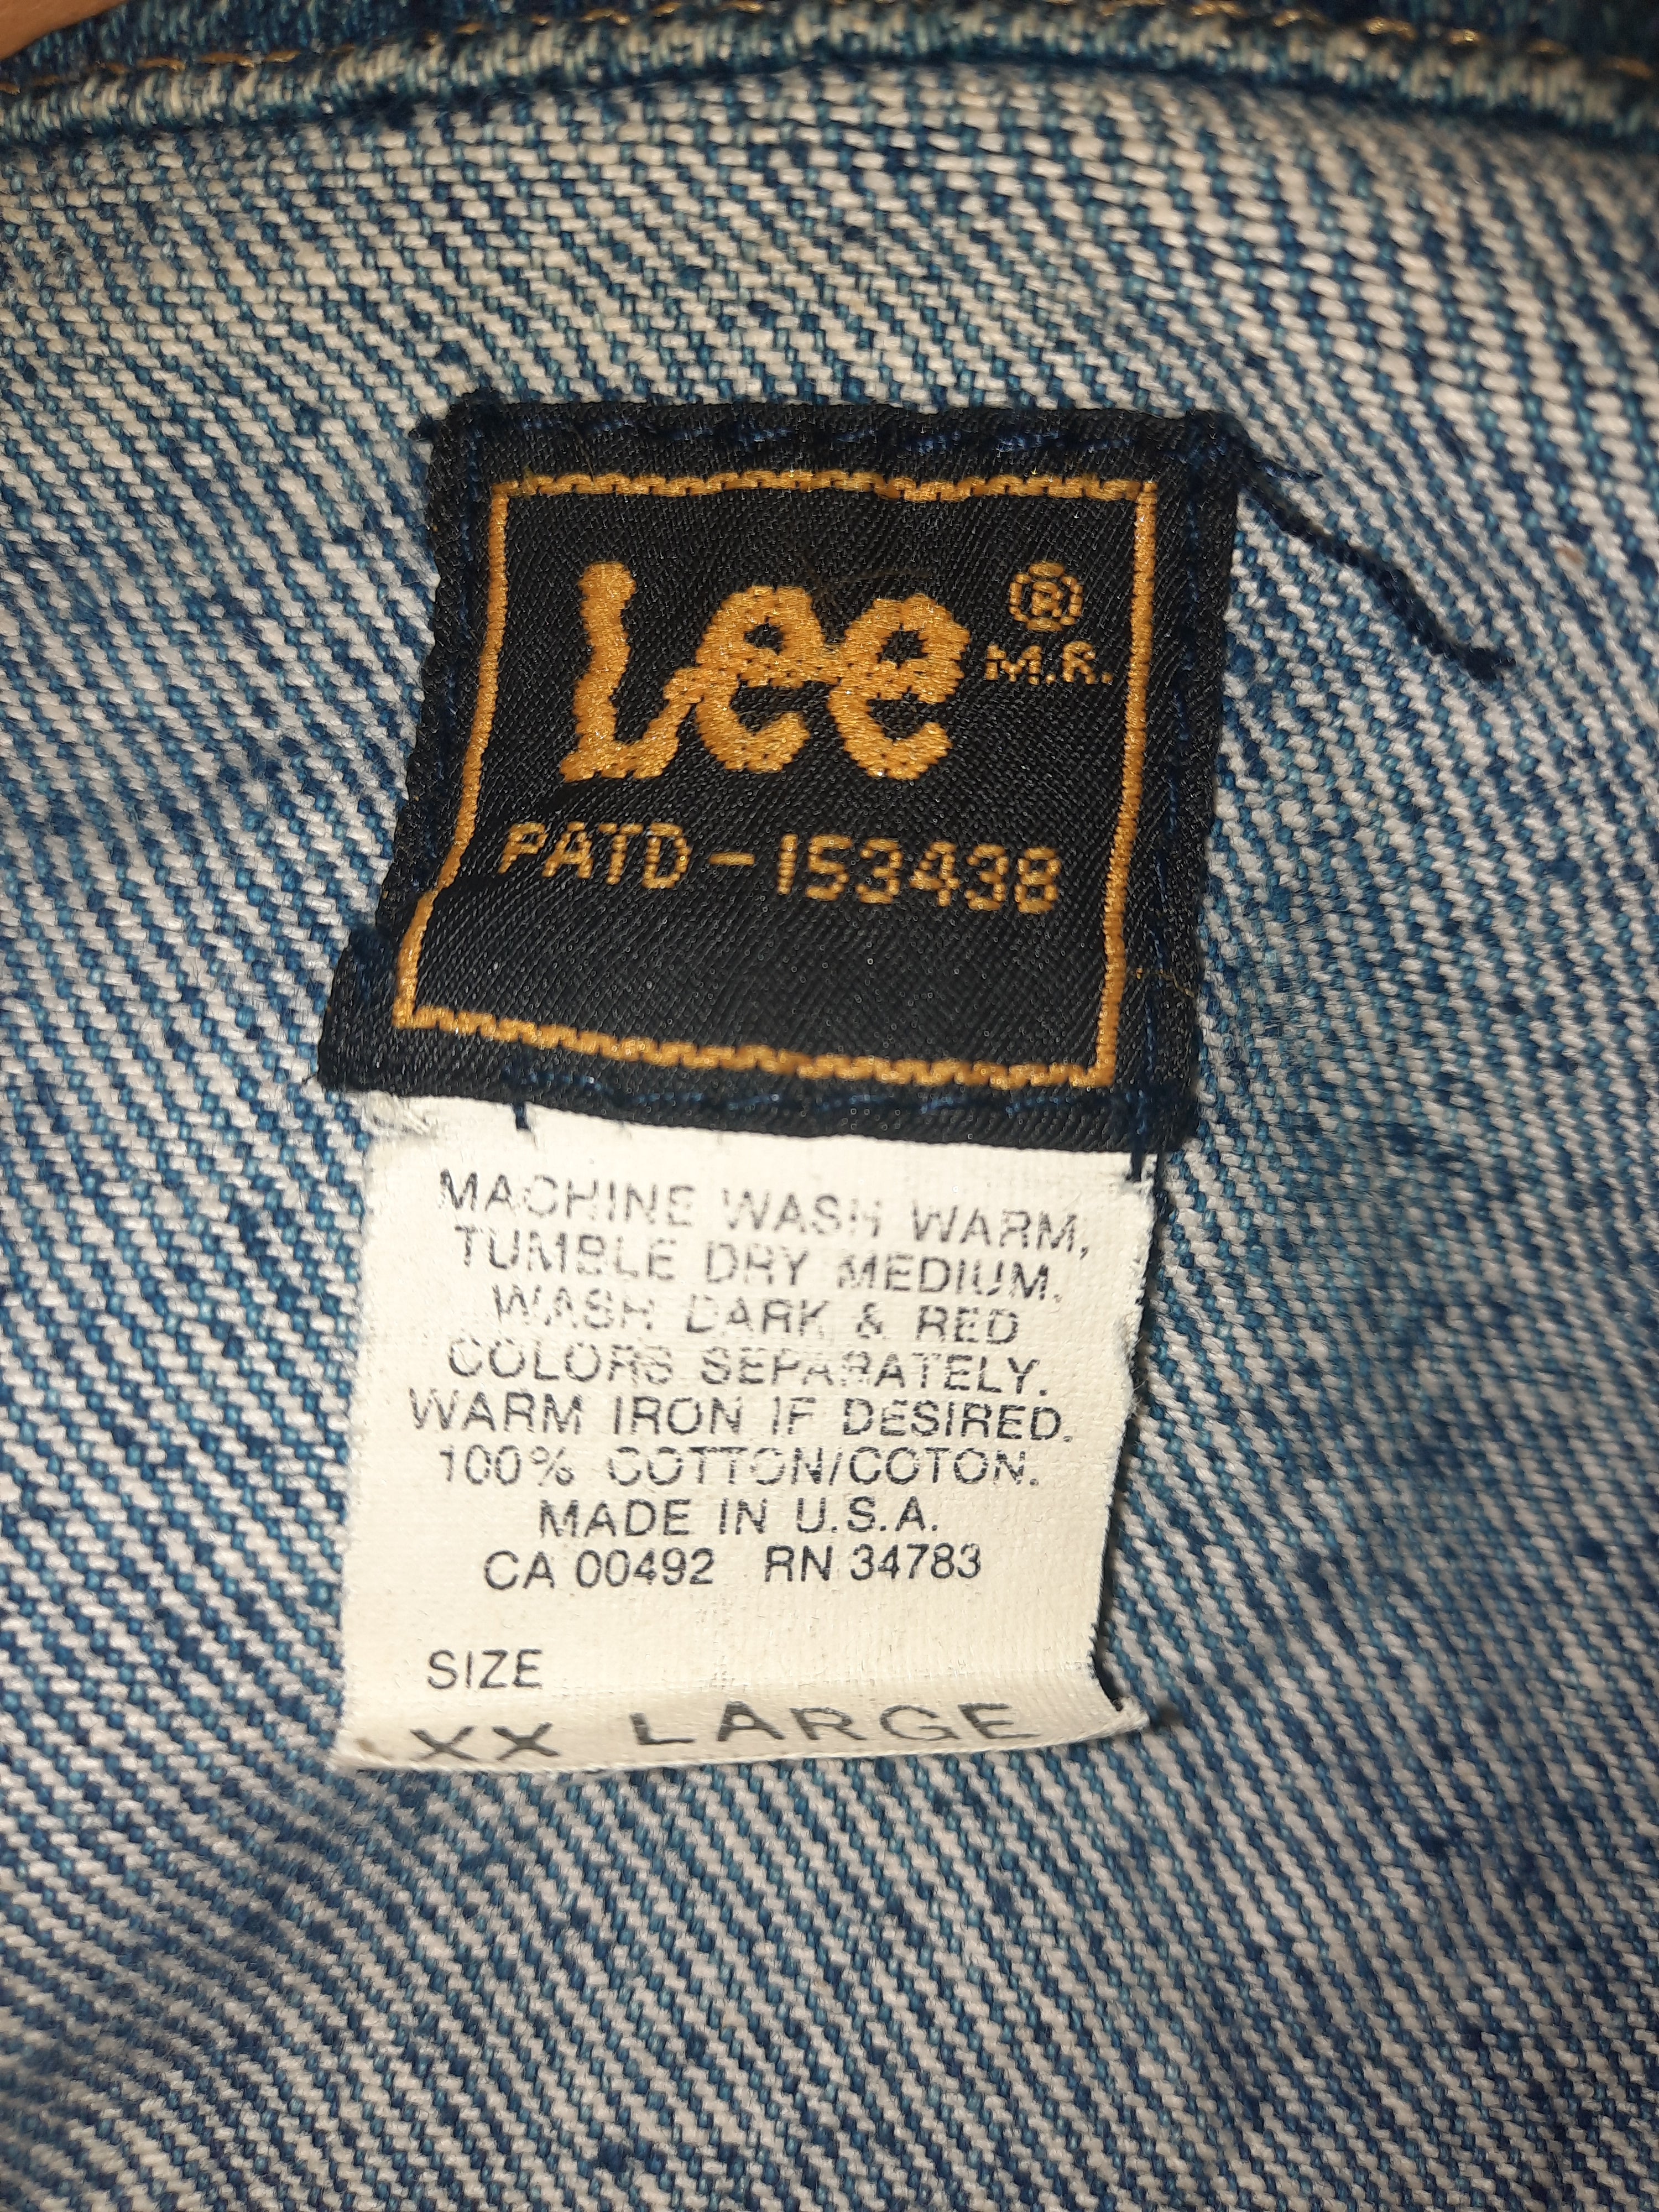 Lee ®
M.R.
PATD-153438
MACHINE WASH WARM,
TUMBLE DRY MEDIUM.
WASH DARK & RED
COLORS SEPARATELY.
WARM IRON IF DESIRED.
100% COTTON/COTON.
MADE IN U.S.A.
CA 00492 RN 34783
SIZE
XX LARGE